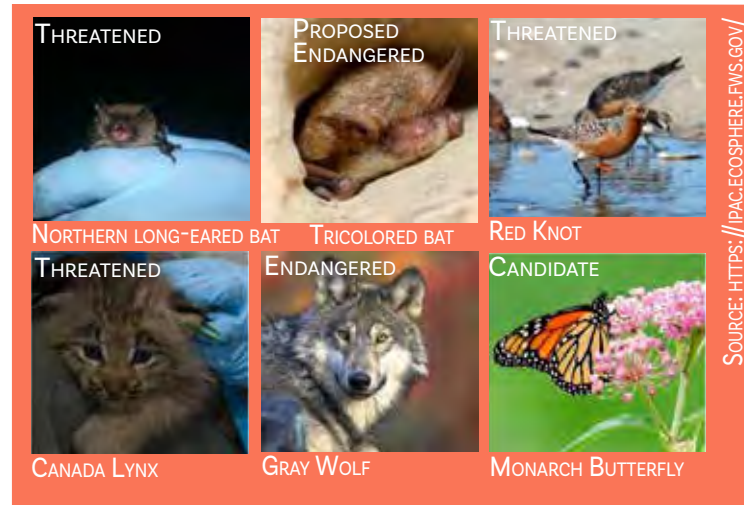 Threatened
Proposed
Endangered
Threatened
Northern long-eared bat
Tricolored bat
Red Knot
Threatened
Endangered
Candidate
Canada Lynx
Gray Wolf
Monarch Butterfly
Source: https://ipac.ecosphere.fws.gov/